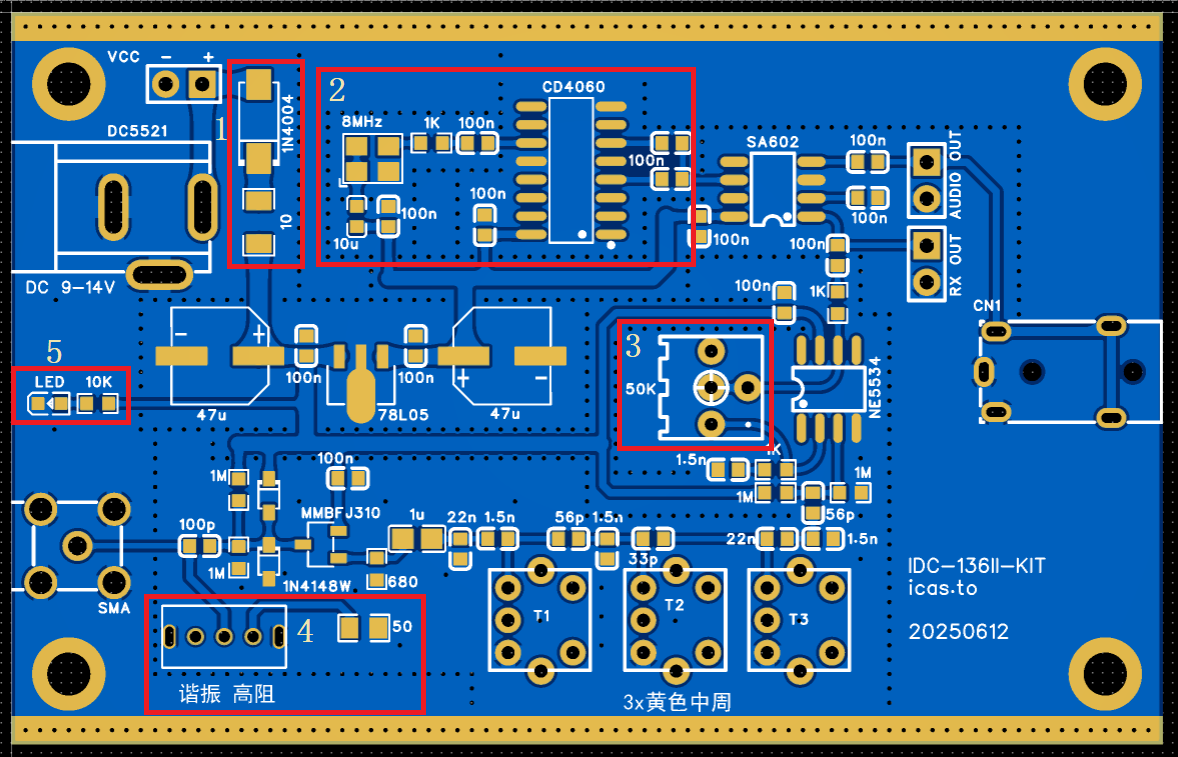 VCC - +
1
1N4004
10
DC5521
DC 9-14V
2
8MHz
1K
100n
CD4060
100n
100n
100n
10u
100n
SA602
100n
100n
100n
AUDIO OUT
RX OUT
100n
1K
CN1
3
50K
NE5534
5
LED
10K
- +
47u
100n
78L05
100n
+ -
47u
1.5n
1K
1M
1M
56p
1M
100n
MMBFJ310
1u
22n
1.5n
56p
1.5n
33p
22n
1.5n
100p
1M
1N4148W
680
SMA
4
50
谐振 高阻
T1
T2
T3
3x黄色中周
IDC-136II-KIT
icas.to
20250612